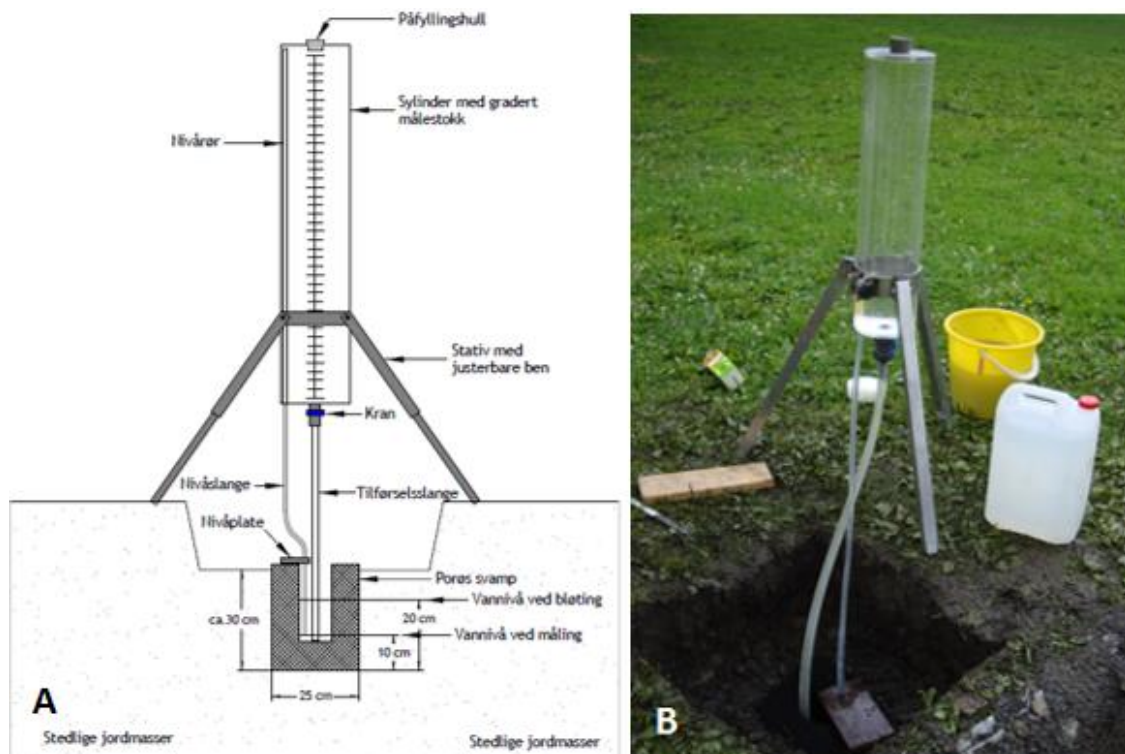 Påfyllingshull
Sylinder med gradert
målestokk
Nivårør
Stativ med
justerbare ben
Kran
Nivåslange
Tilførselsslange
Nivåplate
Porøs svamp
Vannivå ved bløting
ca.30 cm
20 cm
Vannivå ved måling
10 cm
25 cm
A
B
Stedlige jordmasser
Stedlige jordmasser